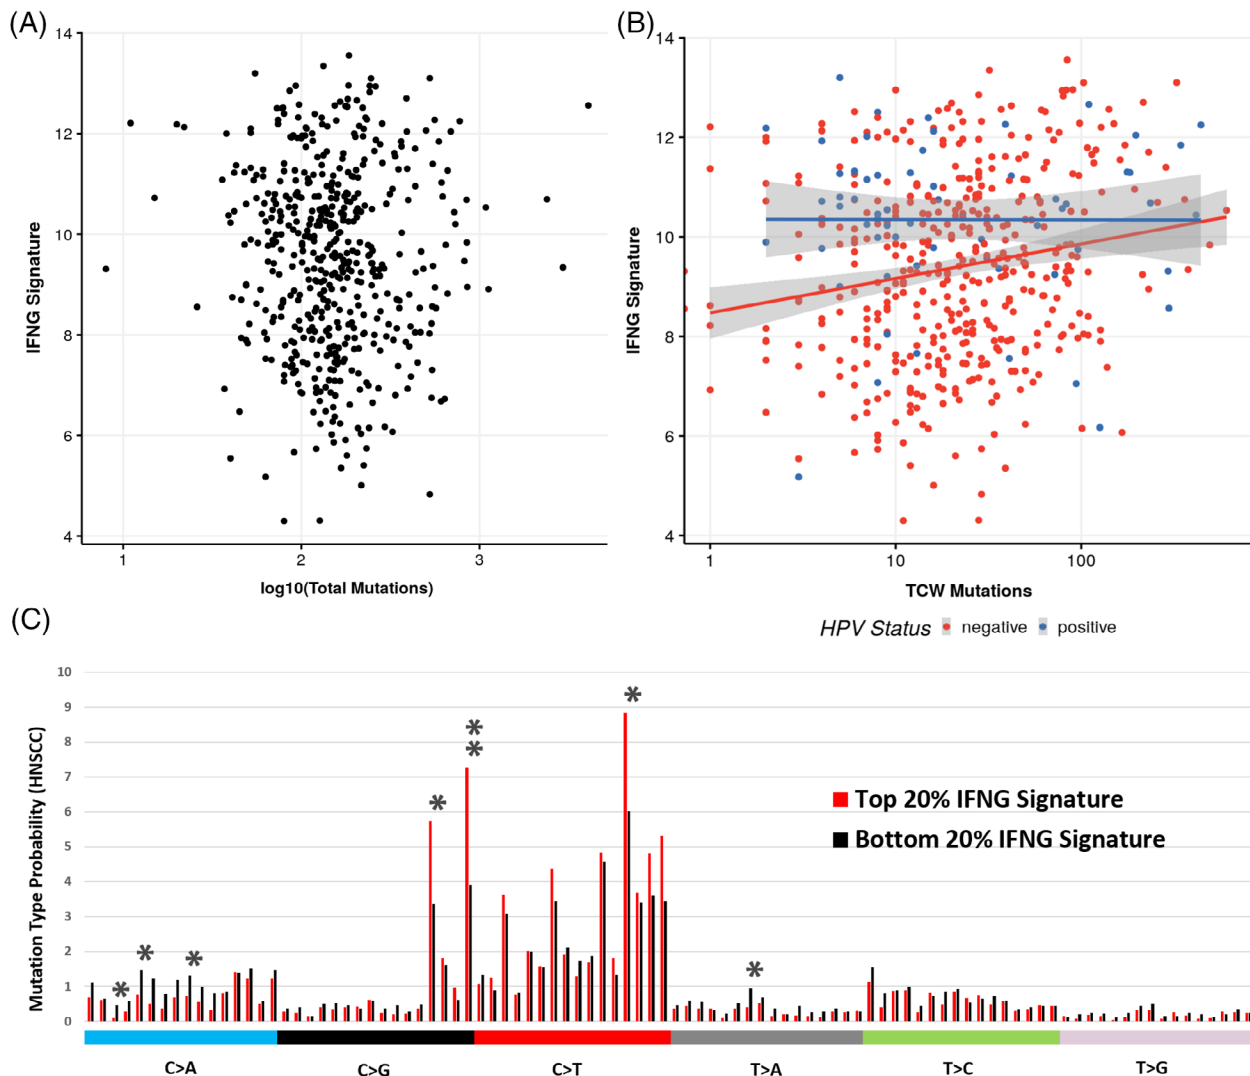 (A)
14
12
10
8
6
4
IFNG Signature
1 2 3
log10(Total Mutations)
(B)
14
12
10
8
6
4
IFNG Signature
1 10 100
TCW Mutations
HPV Status negative positive
(C)
10
9
8
7
6
5
4
3
2
1
0
Mutation Type Probability (HNSCC)
*
*
*
*
*
*
*
*
Top 20% IFNG Signature
Bottom 20% IFNG Signature
C>A C>G C>T T>A T>C T>G